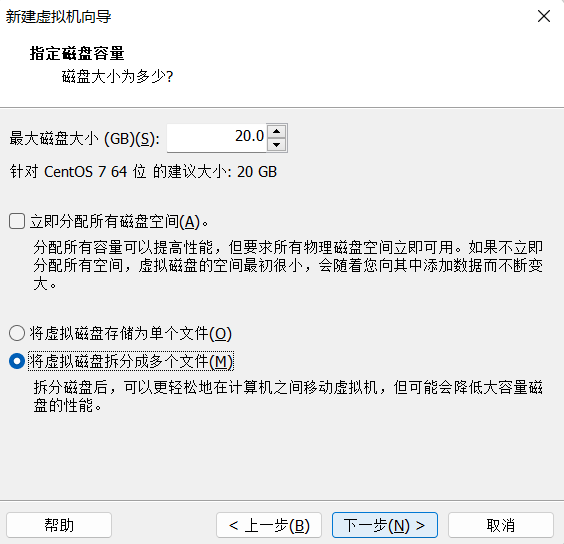 新建虚拟机向导
指定磁盘容量
磁盘大小为多少?
最大磁盘大小 (GB)(S): 20.0
针对 CentOS 7 64 位 的建议大小: 20 GB
立即分配所有磁盘空间(A)。
分配所有容量可以提高性能，但要求所有物理磁盘空间立即可用。如果不立即
分配所有空间，虚拟磁盘的空间最初很小，会随着您向其中添加数据而不断变
大。
将虚拟磁盘存储为单个文件(O)
将虚拟磁盘拆分成多个文件(M)
拆分磁盘后，可以更轻松地在计算机之间移动虚拟机，但可能会降低大容量磁
盘的性能。
帮助 < 上一步(B) 下一步(N) > 取消